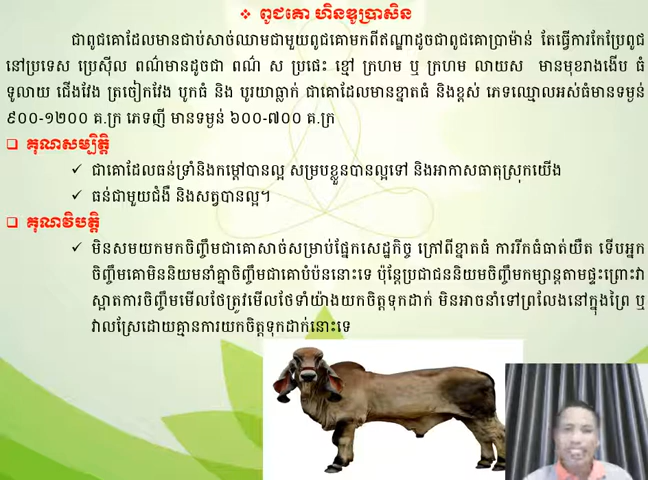 ❖ ពូជគោ ហិនឌូប្រាសិន
ជាពូជគោដែលមានជាប់សាច់ឈាមជាមួយពូជគោមកពីឥណ្ឌាដូចជាពូជគោប្រាម៉ាន់ តែធ្វើការកែប្រែពូជ
នៅប្រទេស ប្រេស៊ីល ពណ៌មានដូចជា ពណ៌ ស ប្រផេះ ខ្មៅ ក្រហម ឬ ក្រហម លាយស មានមុខរាងងើប ធំ
ទូលាយ ជើងវែង ត្រចៀកវែង បូកធំ និង បូរយាធ្លាក់ ជាគោដែលមានខ្នាតធំ និងខ្ពស់ ភេទឈ្មោលអស់ធំមានទម្ងន់
៩០០-១២០០ គ.ក្រ ភេទញី មានទម្ងន់ ៦០០-៧០០ គ.ក្រ
❑ គុណសម្បិត្តិ
✓ ជាគោដែលធន់ទ្រាំនិងកម្ដៅបានល្អ សម្របខ្លួនបានល្អទៅ និងអាកាសធាតុស្រុកយើង
✓ ធន់ជាមួយជំងឺ និងសត្វបានល្អ។
❑ គុណវិបត្តិ
✓ មិនសមយកមកចិញ្ចឹមជាគោសាច់សម្រាប់ផ្នែកសេដ្ឋកិច្ច ក្រៅពីខ្នាតធំ ការរីកធំធាត់យឺត ទើបអ្នក
ចិញ្ចឹមគោមិននិយមនាំគ្នាចិញ្ចឹមជាគោបំប៉ននោះទេ ប៉ុន្តែប្រជាជននិយមចិញ្ចឹមកម្សាន្តតាមផ្ទះព្រោះវា
ស្អាតការចិញ្ចឹមមើលថែត្រូវមើលថែទាំយ៉ាងយកចិត្តទុកដាក់ មិនអាចនាំទៅព្រលែងនៅក្នុងព្រៃ ឬ
វាលស្រែដោយគ្មានការយកចិត្តទុកដាក់នោះទេ